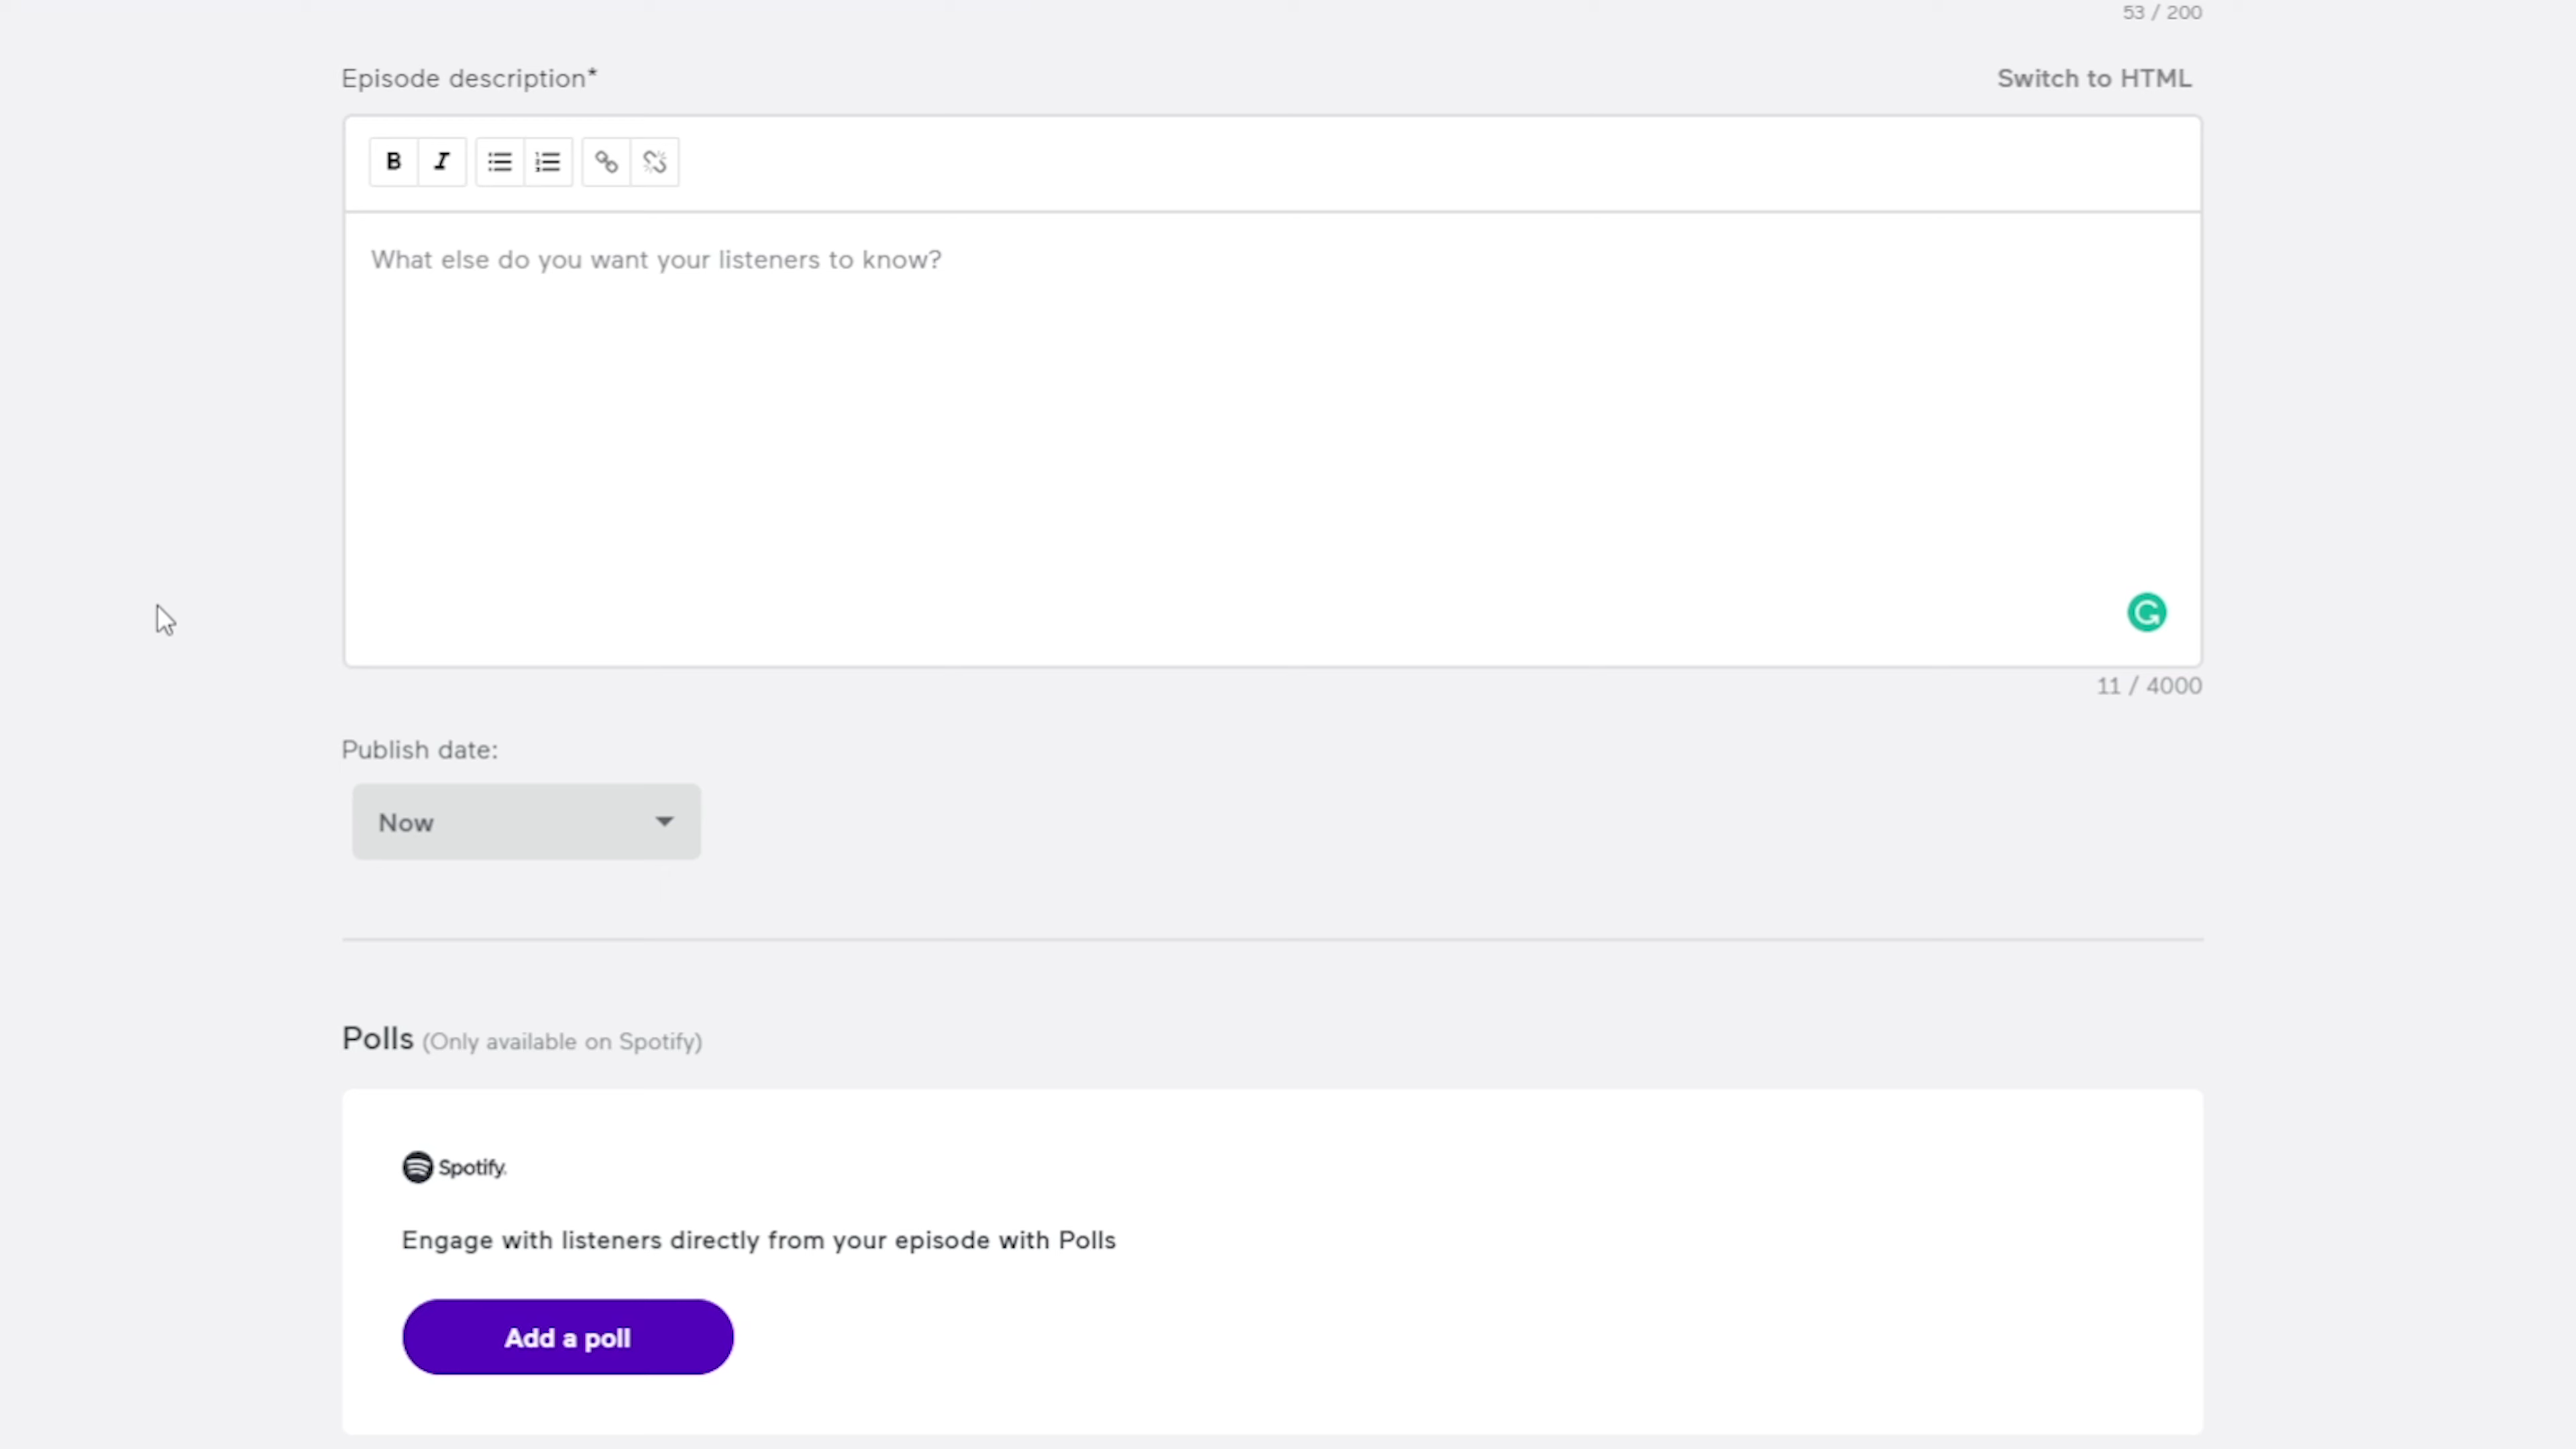 53 / 200
Episode description*
Switch to HTML
B I
What else do you want your listeners to know?
11 / 4000
Publish date:
Now
Polls (Only available on Spotify)
Spotify
Engage with listeners directly from your episode with Polls
Add a poll